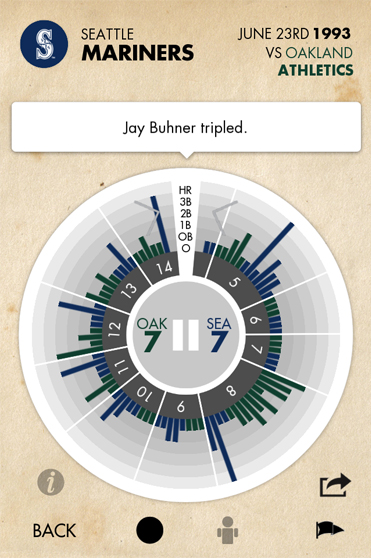 S
SEATTLE
MARINERS
JUNE 23RD 1993
VS OAKLAND
ATHLETICS
Jay Buhner tripled.
HR
3B
2B
1B
OB
O
5
6
7
8
9
10
11
12
13
14
OAK
7
SEA
7
i
BACK